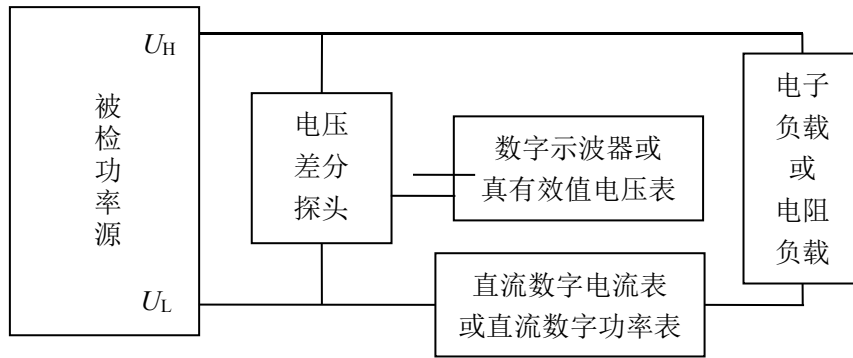 U_H
被检功率源
U_L
电压
差分
探头
数字示波器或
真有效值电压表
直流数字电流表
或直流数字功率表
电子
负载
或
电阻
负载